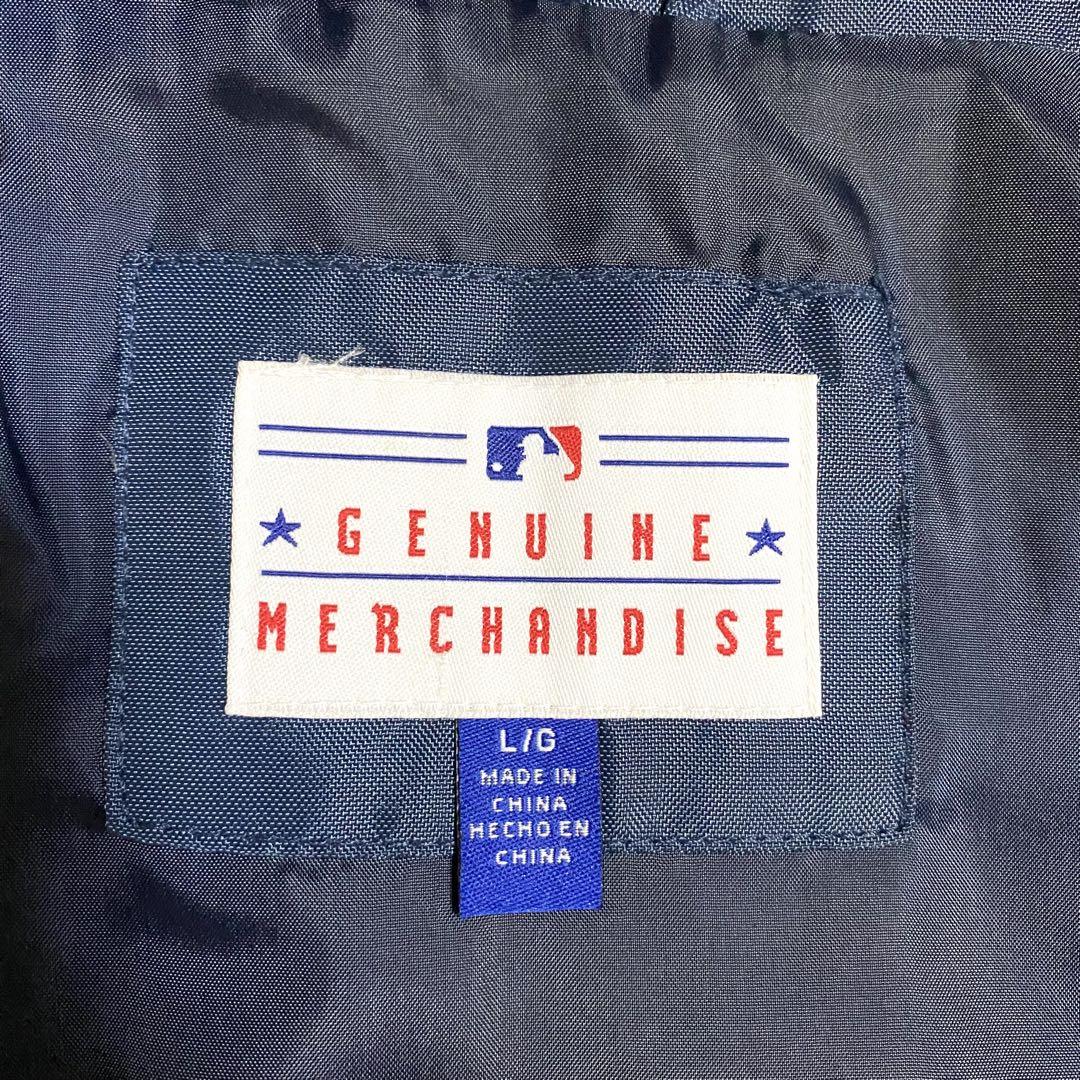 GENUINE
MERCHANDISE
L/G
MADE IN
CHINA
HECHO EN
CHINA